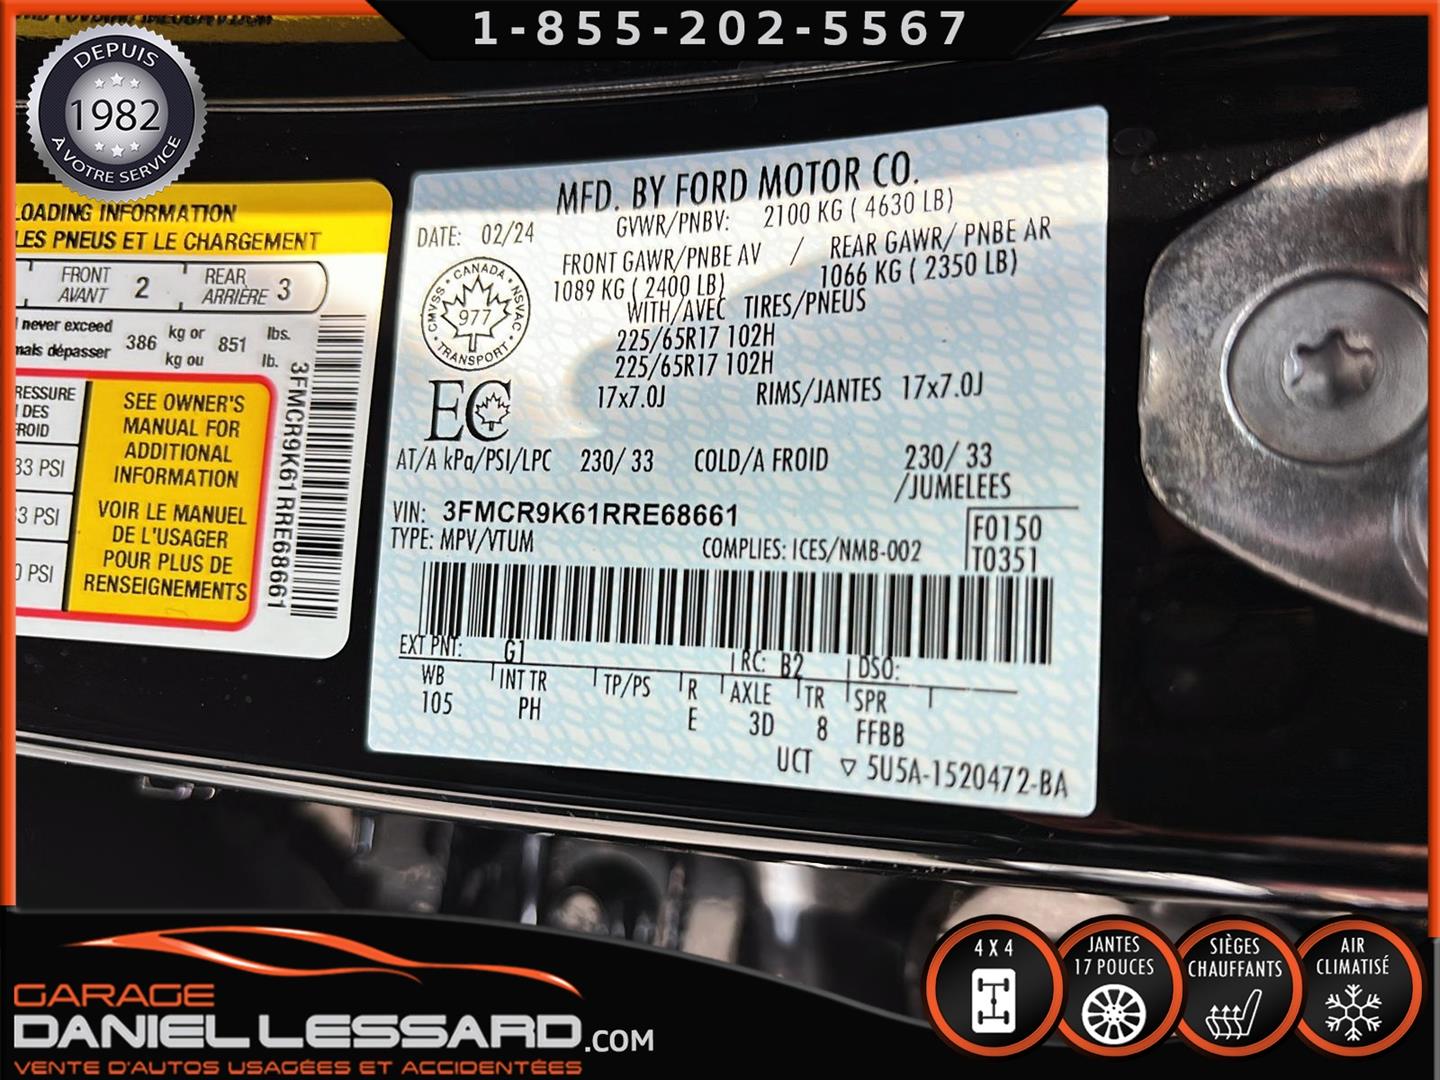 1-855-202-5567
DEPUIS
1982
À VOTRE SERVICE
LOADING INFORMATION
LES PNEUS ET LE CHARGEMENT
FRONT AVANT 2 REAR ARRIÈRE 3
never exceed 386 kg or 851 lbs.
mais dépasser kg ou lb.
PRESSURE
DES
FROID
33 PSI
33 PSI
0 PSI
SEE OWNER'S
MANUAL FOR
ADDITIONAL
INFORMATION
VOIR LE MANUEL
DE L'USAGER
POUR PLUS DE
RENSEIGNEMENTS
3FMCR9K61RRE68661
MFD. BY FORD MOTOR CO.
DATE: 02/24 GVWR/PNBV: 2100 KG ( 4630 LB)
FRONT GAWR/PNBE AV / REAR GAWR/ PNBE AR
1089 KG ( 2400 LB) 1066 KG ( 2350 LB)
WITH/AVEC TIRES/PNEUS
225/65R17 102H
225/65R17 102H
17x7.0J RIMS/JANTES 17x7.0J
CANADA
CMVSS NSVAC
977
TRANSPORT
EC
AT/A kPa/PSI/LPC 230/ 33 COLD/A FROID 230/ 33
/JUMELEES
VIN: 3FMCR9K61RRE68661
TYPE: MPV/VTUM COMPLIES: ICES/NMB-002
F0150
T0351
EXT PNT: G1 RC: B2 DSO:
WB INT TR TP/PS R AXLE TR SPR
105 PH E 3D 8 FFBB
UCT ▽ 5U5A-1520472-BA
GARAGE
DANIEL LESSARD.COM
VENTE D'AUTOS USAGÉES ET ACCIDENTÉES
4 X 4
JANTES
17 POUCES
SIÈGES
CHAUFFANTS
AIR
CLIMATISÉ